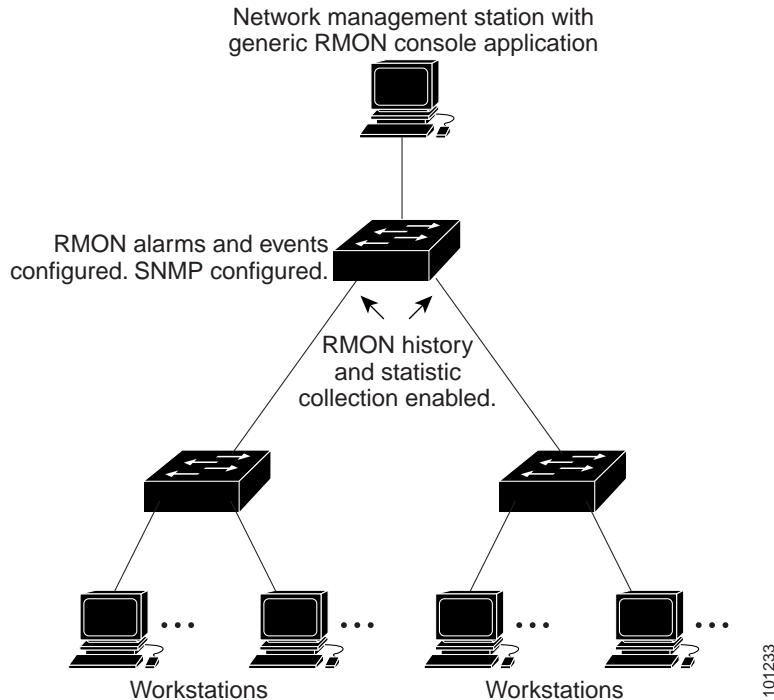 Network management station with
generic RMON console application
RMON alarms and events
configured. SNMP configured.
RMON history
and statistic
collection enabled.
Workstations
Workstations
101233